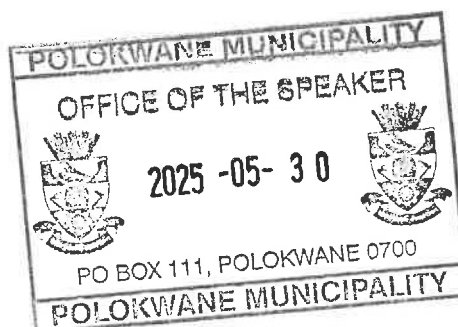 POLOKWANE MUNICIPALITY
OFFICE OF THE SPEAKER
2025 -05- 30
PO BOX 111, POLOKWANE 0700
POLOKWANE MUNICIPALITY